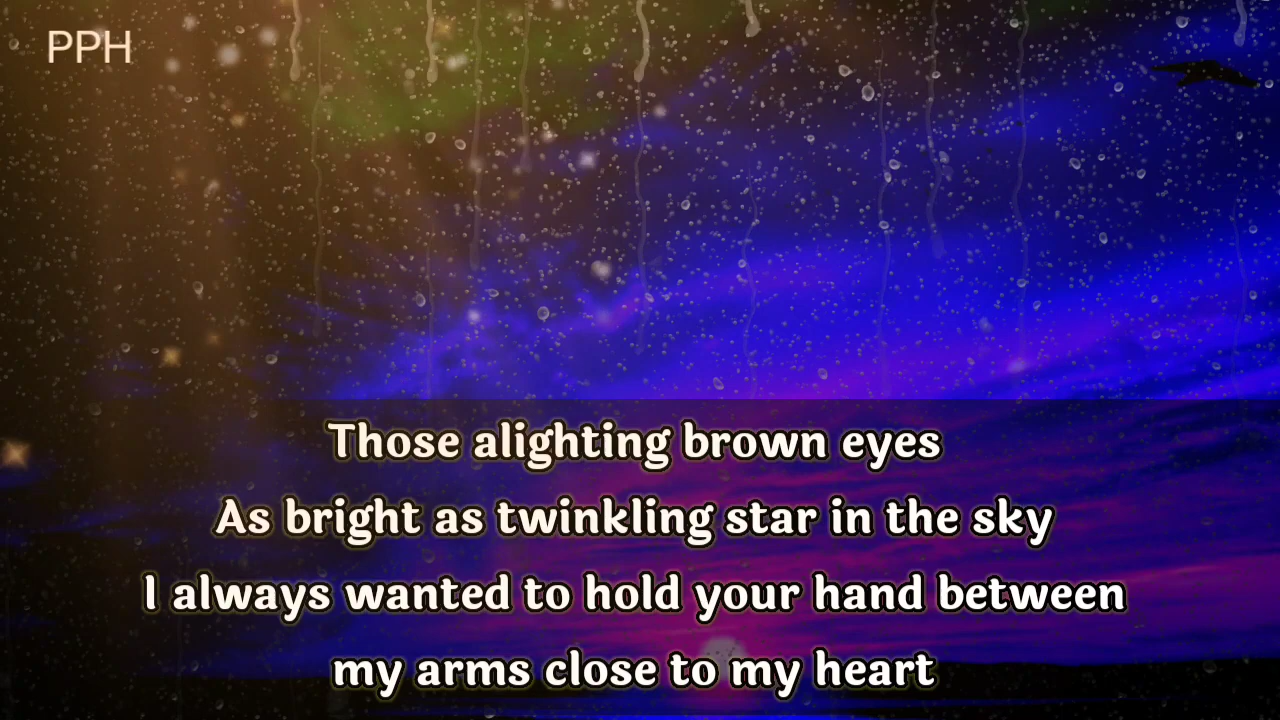 PPH
Those alighting brown eyes
As bright as twinkling star in the sky
I always wanted to hold your hand between
my arms close to my heart